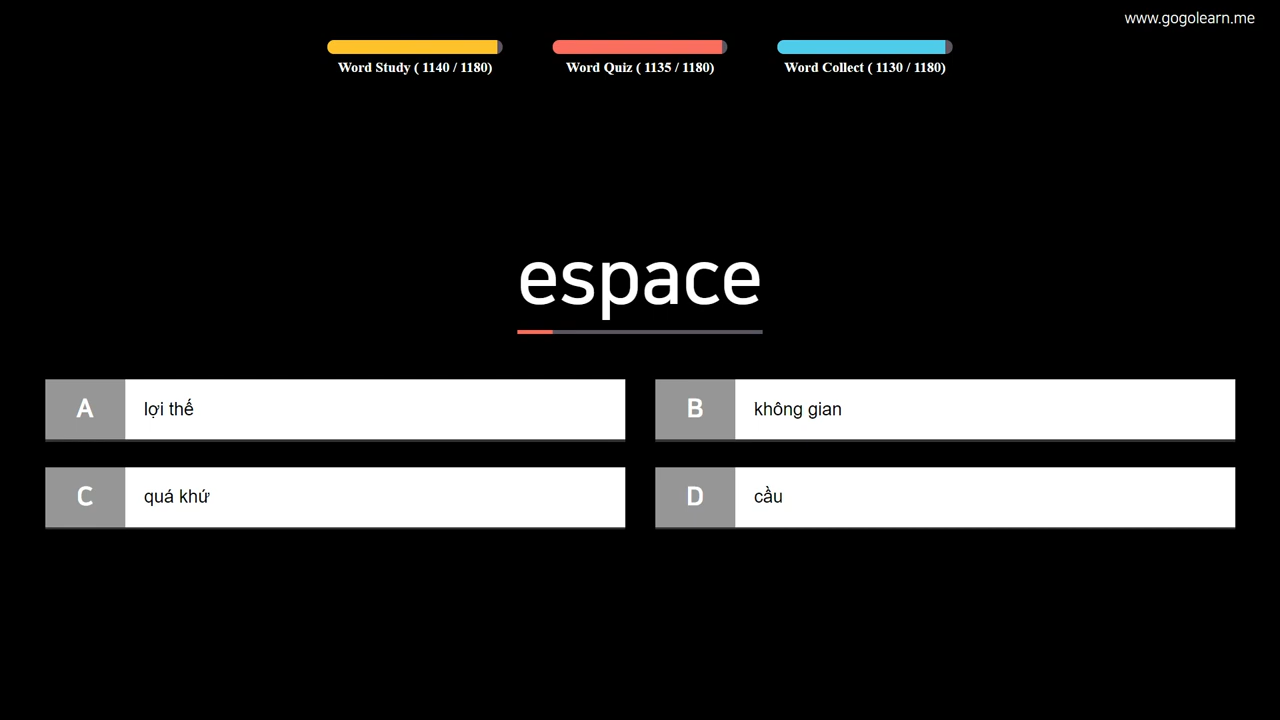 www.gogolearn.me
Word Study ( 1140 / 1180)
Word Quiz ( 1135 / 1180)
Word Collect ( 1130 / 1180)
espace
A lợi thế
B không gian
C quá khứ
D cầu